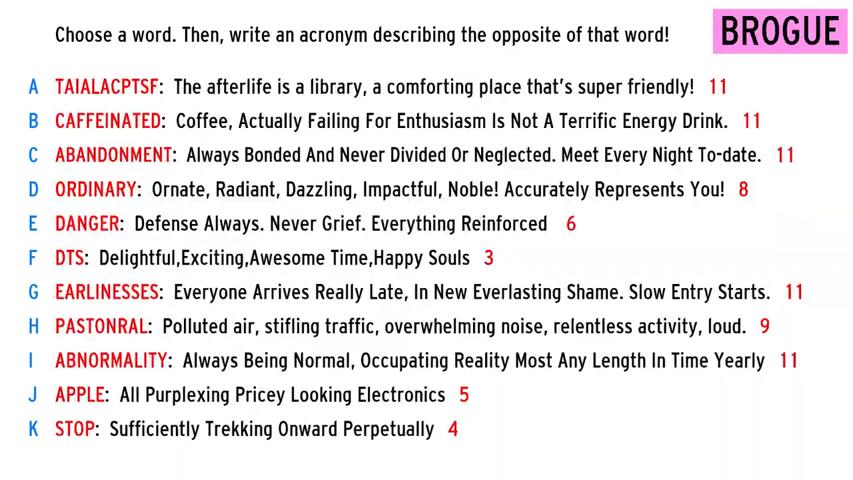 Choose a word. Then, write an acronym describing the opposite of that word!
BROGUE
A TAIALACPTSF: The afterlife is a library, a comforting place that's super friendly! 11
B CAFFEINATED: Coffee, Actually Failing For Enthusiasm Is Not A Terrific Energy Drink. 11
C ABANDONMENT: Always Bonded And Never Divided Or Neglected. Meet Every Night To-date. 11
D ORDINARY: Ornate, Radiant, Dazzling, Impactful, Noble! Accurately Represents You! 8
E DANGER: Defense Always. Never Grief. Everything Reinforced 6
F DTS: Delightful,Exciting,Awesome Time,Happy Souls 3
G EARLINESSES: Everyone Arrives Really Late, In New Everlasting Shame. Slow Entry Starts. 11
H PASTONRAL: Polluted air, stifling traffic, overwhelming noise, relentless activity, loud. 9
I ABNORMALITY: Always Being Normal, Occupating Reality Most Any Length In Time Yearly 11
J APPLE: All Purplexing Pricey Looking Electronics 5
K STOP: Sufficiently Trekking Onward Perpetually 4